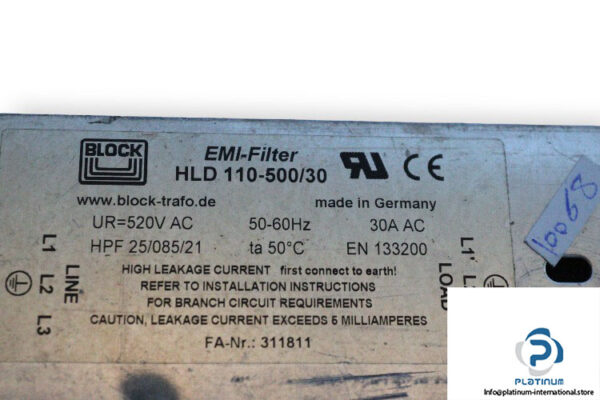 BLOCK
EMI-Filter
HLD 110-500/30
www.block-trafo.de
made in Germany
UR=520V AC 50-60Hz 30A AC
HPF 25/085/21 ta 50°C EN 133200
HIGH LEAKAGE CURRENT first connect to earth!
REFER TO INSTALLATION INSTRUCTIONS
FOR BRANCH CIRCUIT REQUIREMENTS
CAUTION, LEAKAGE CURRENT EXCEEDS 5 MILLIAMPERES
FA-Nr.: 311811
LINE
L1 L2 L3
L1'
LOAD
10068
PLATINUM
Info@platinum-international.store